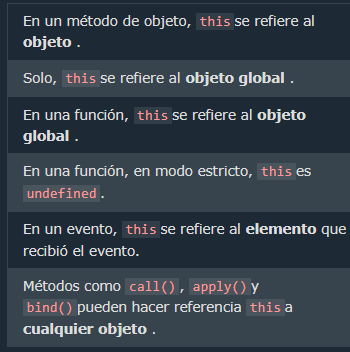 En un método de objeto, this se refiere al
objeto .
Solo, this se refiere al objeto global .
En una función, this se refiere al objeto
global .
En una función, en modo estricto, this es
undefined .
En un evento, this se refiere al elemento que
recibió el evento.
Métodos como call() , apply() y
bind() pueden hacer referencia this a
cualquier objeto .